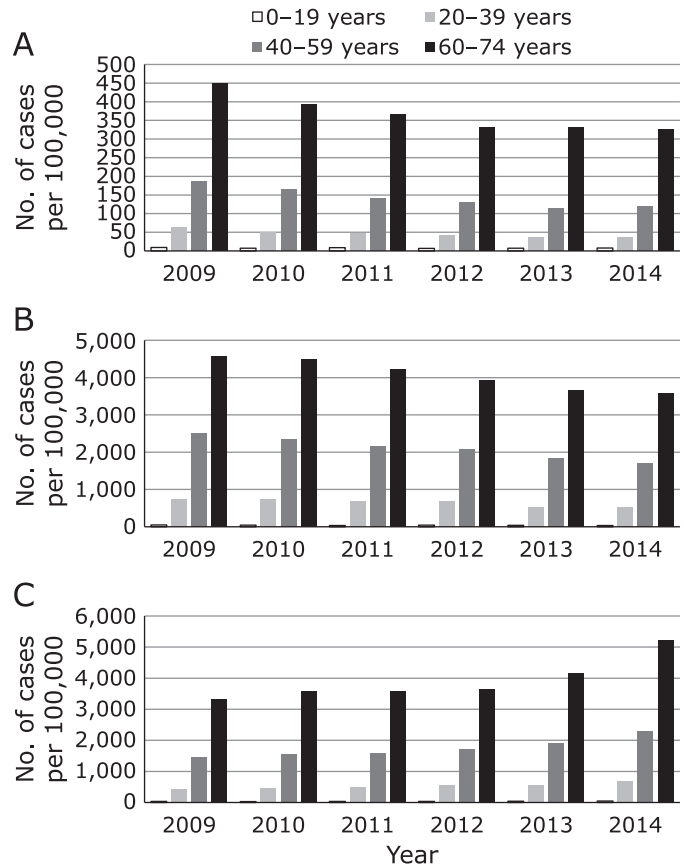 0–19 years 20–39 years
40–59 years 60–74 years
A
No. of cases
per 100,000
500
450
400
350
300
250
200
150
100
50
0
2009 2010 2011 2012 2013 2014
B
No. of cases
per 100,000
5,000
4,000
3,000
2,000
1,000
0
2009 2010 2011 2012 2013 2014
C
No. of cases
per 100,000
6,000
5,000
4,000
3,000
2,000
1,000
0
2009 2010 2011 2012 2013 2014
Year